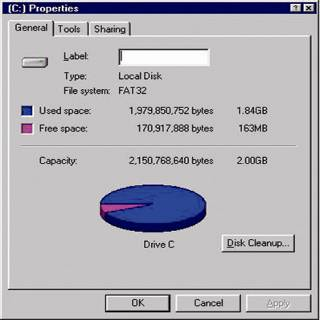 (C:) Properties
General Tools Sharing
Label:
Type: Local Disk
File system: FAT32
Used space: 1,979,850,752 bytes 1.84GB
Free space: 170,917,888 bytes 163MB
Capacity: 2,150,768,640 bytes 2.00GB
Drive C
Disk Cleanup...
OK Cancel Apply